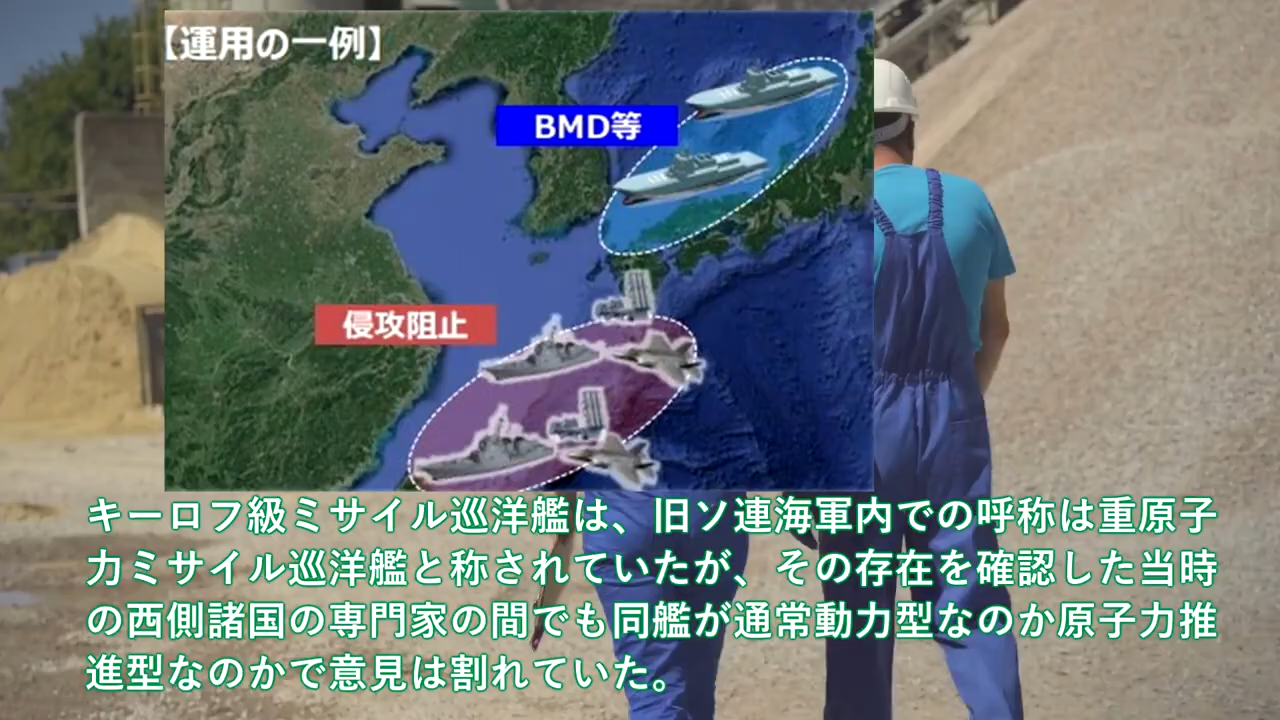 【運用の一例】
BMD等
侵攻阻止
キーロフ級ミサイル巡洋艦は、旧ソ連海軍内での呼称は重原子
力ミサイル巡洋艦と称されていたが、その存在を確認した当時
の西側諸国の専門家の間でも同艦が通常動力型なのか原子力推
進型なのかで意見は割れていた。